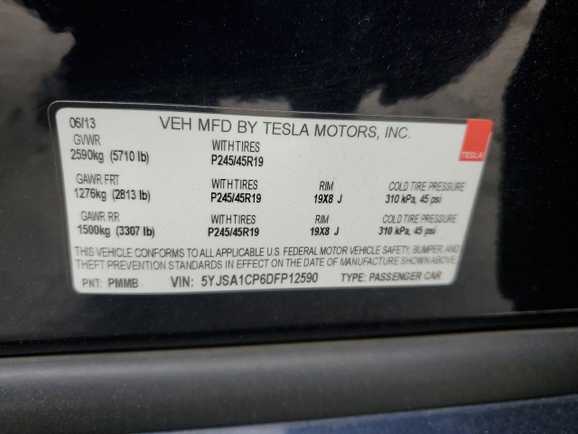 06/13 VEH MFD BY TESLA MOTORS, INC.
GVWR WITH TIRES
2590kg (5710 lb) P245/45R19
TESLA
GAWR FRT WITH TIRES RIM COLD TIRE PRESSURE
1276kg (2813 lb) P245/45R19 19X8 J 310 kPa, 45 psi
GAWR RR WITH TIRES RIM COLD TIRE PRESSURE
1500kg (3307 lb) P245/45R19 19X8 J 310 kPa, 45 psi
THIS VEHICLE CONFORMS TO ALL APPLICABLE U.S. FEDERAL MOTOR VEHICLE SAFETY, BUMPER, AND
THEFT PREVENTION STANDARDS IN EFFECT ON THE DATE OF MANUFACTURE SHOWN ABOVE.
PNT: PMMB VIN: 5YJSA1CP6DFP12590 TYPE: PASSENGER CAR